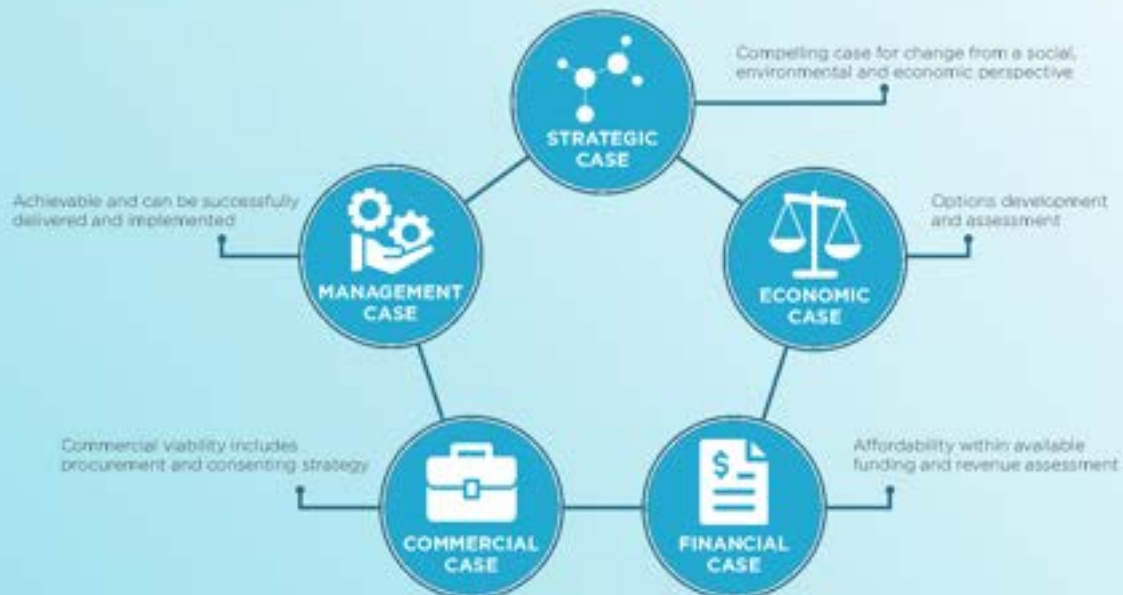 Compelling case for change from a social,
environmental and economic perspective
STRATEGIC
CASE
Achievable and can be successfully
delivered and implemented
MANAGEMENT
CASE
Options development
and assessment
ECONOMIC
CASE
Commercial viability includes
procurement and consenting strategy
COMMERCIAL
CASE
Affordability within available
funding and revenue assessment
$
FINANCIAL
CASE